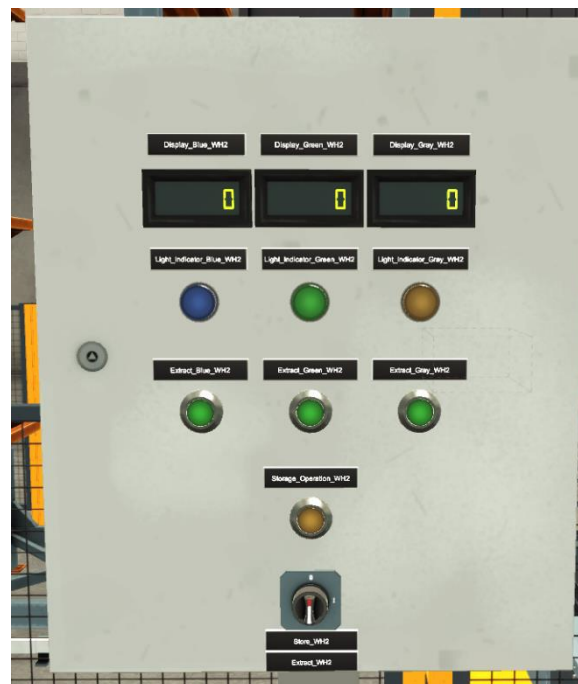 Display_Blue_WH2 Display_Green_WH2 Display_Gray_WH2
0 0 0
Light_Indicator_Blue_WH2 Light_Indicator_Green_WH2 Light_Indicator_Gray_WH2
Extract_Blue_WH2 Extract_Green_WH2 Extract_Gray_WH2
Storage_Operation_WH2
Store_WH2
Extract_WH2